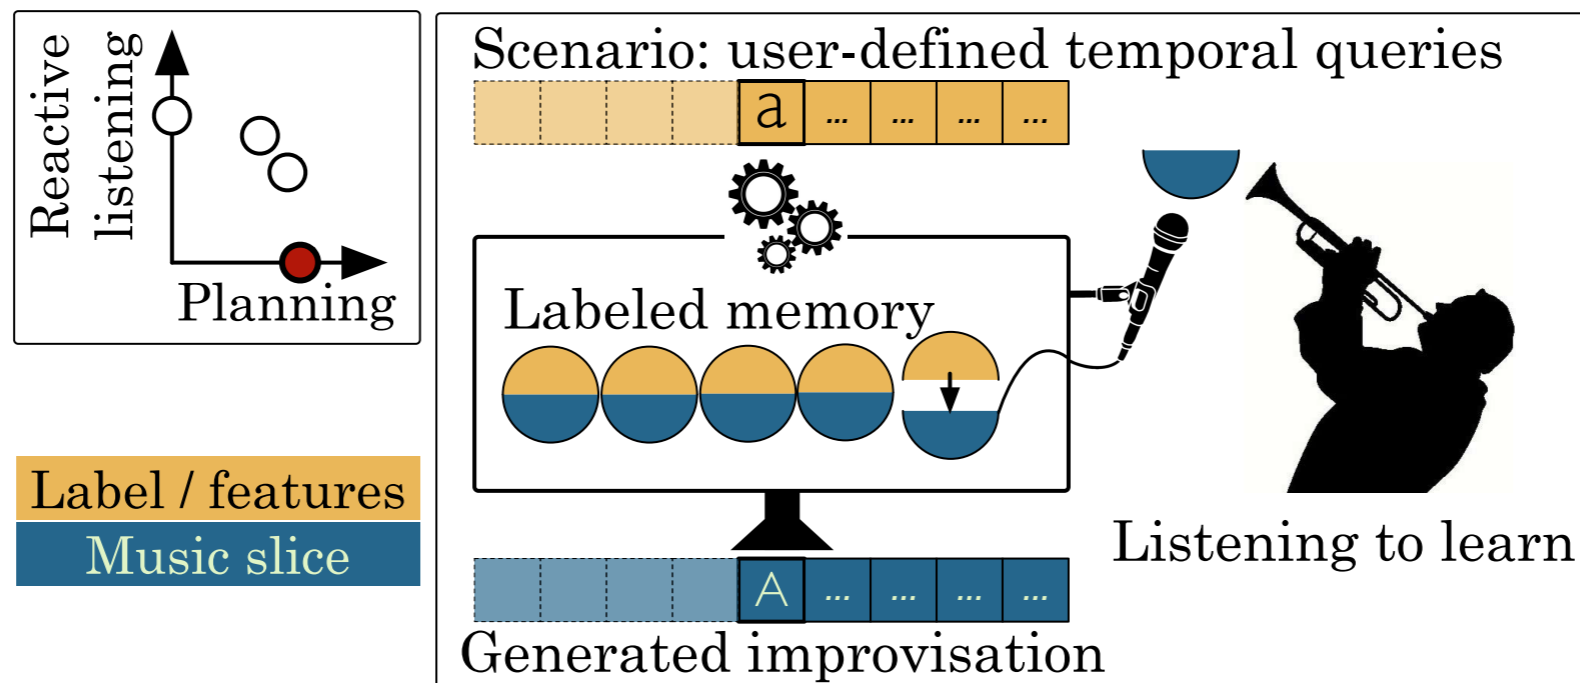 Reactive
listening
Planning
Label / features
Music slice
Scenario: user-defined temporal queries
a ... ... ... ...
Labeled memory
A ... ... ... ...
Generated improvisation
Listening to learn